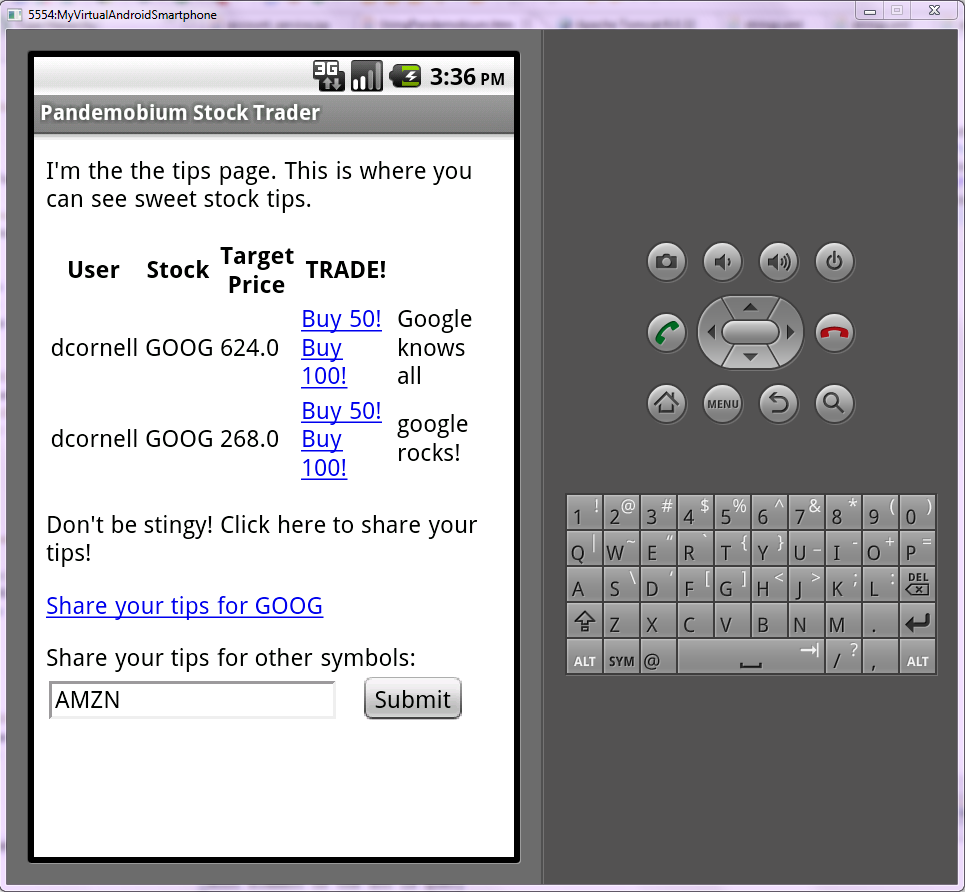 5554:MyVirtualAndroidSmartphone
3G 3:36 PM
Pandemobium Stock Trader
I'm the the tips page. This is where you
can see sweet stock tips.
User Stock Target Price TRADE!
dcornell GOOG 624.0 Buy 50! Buy 100! Google knows all
dcornell GOOG 268.0 Buy 50! Buy 100! google rocks!
Don't be stingy! Click here to share your
tips!
Share your tips for GOOG
Share your tips for other symbols:
AMZN Submit
MENU
1 ! 2 @ 3 # 4 $ 5 % 6 ^ 7 & 8 * 9 ( 0 )
Q | W ~ E “ R ` T { Y } U _ I - O + P =
A S \ D ' F [ G ] H < J > K ; L : DEL
Z X C V B N M .
ALT SYM @ / ? , ALT